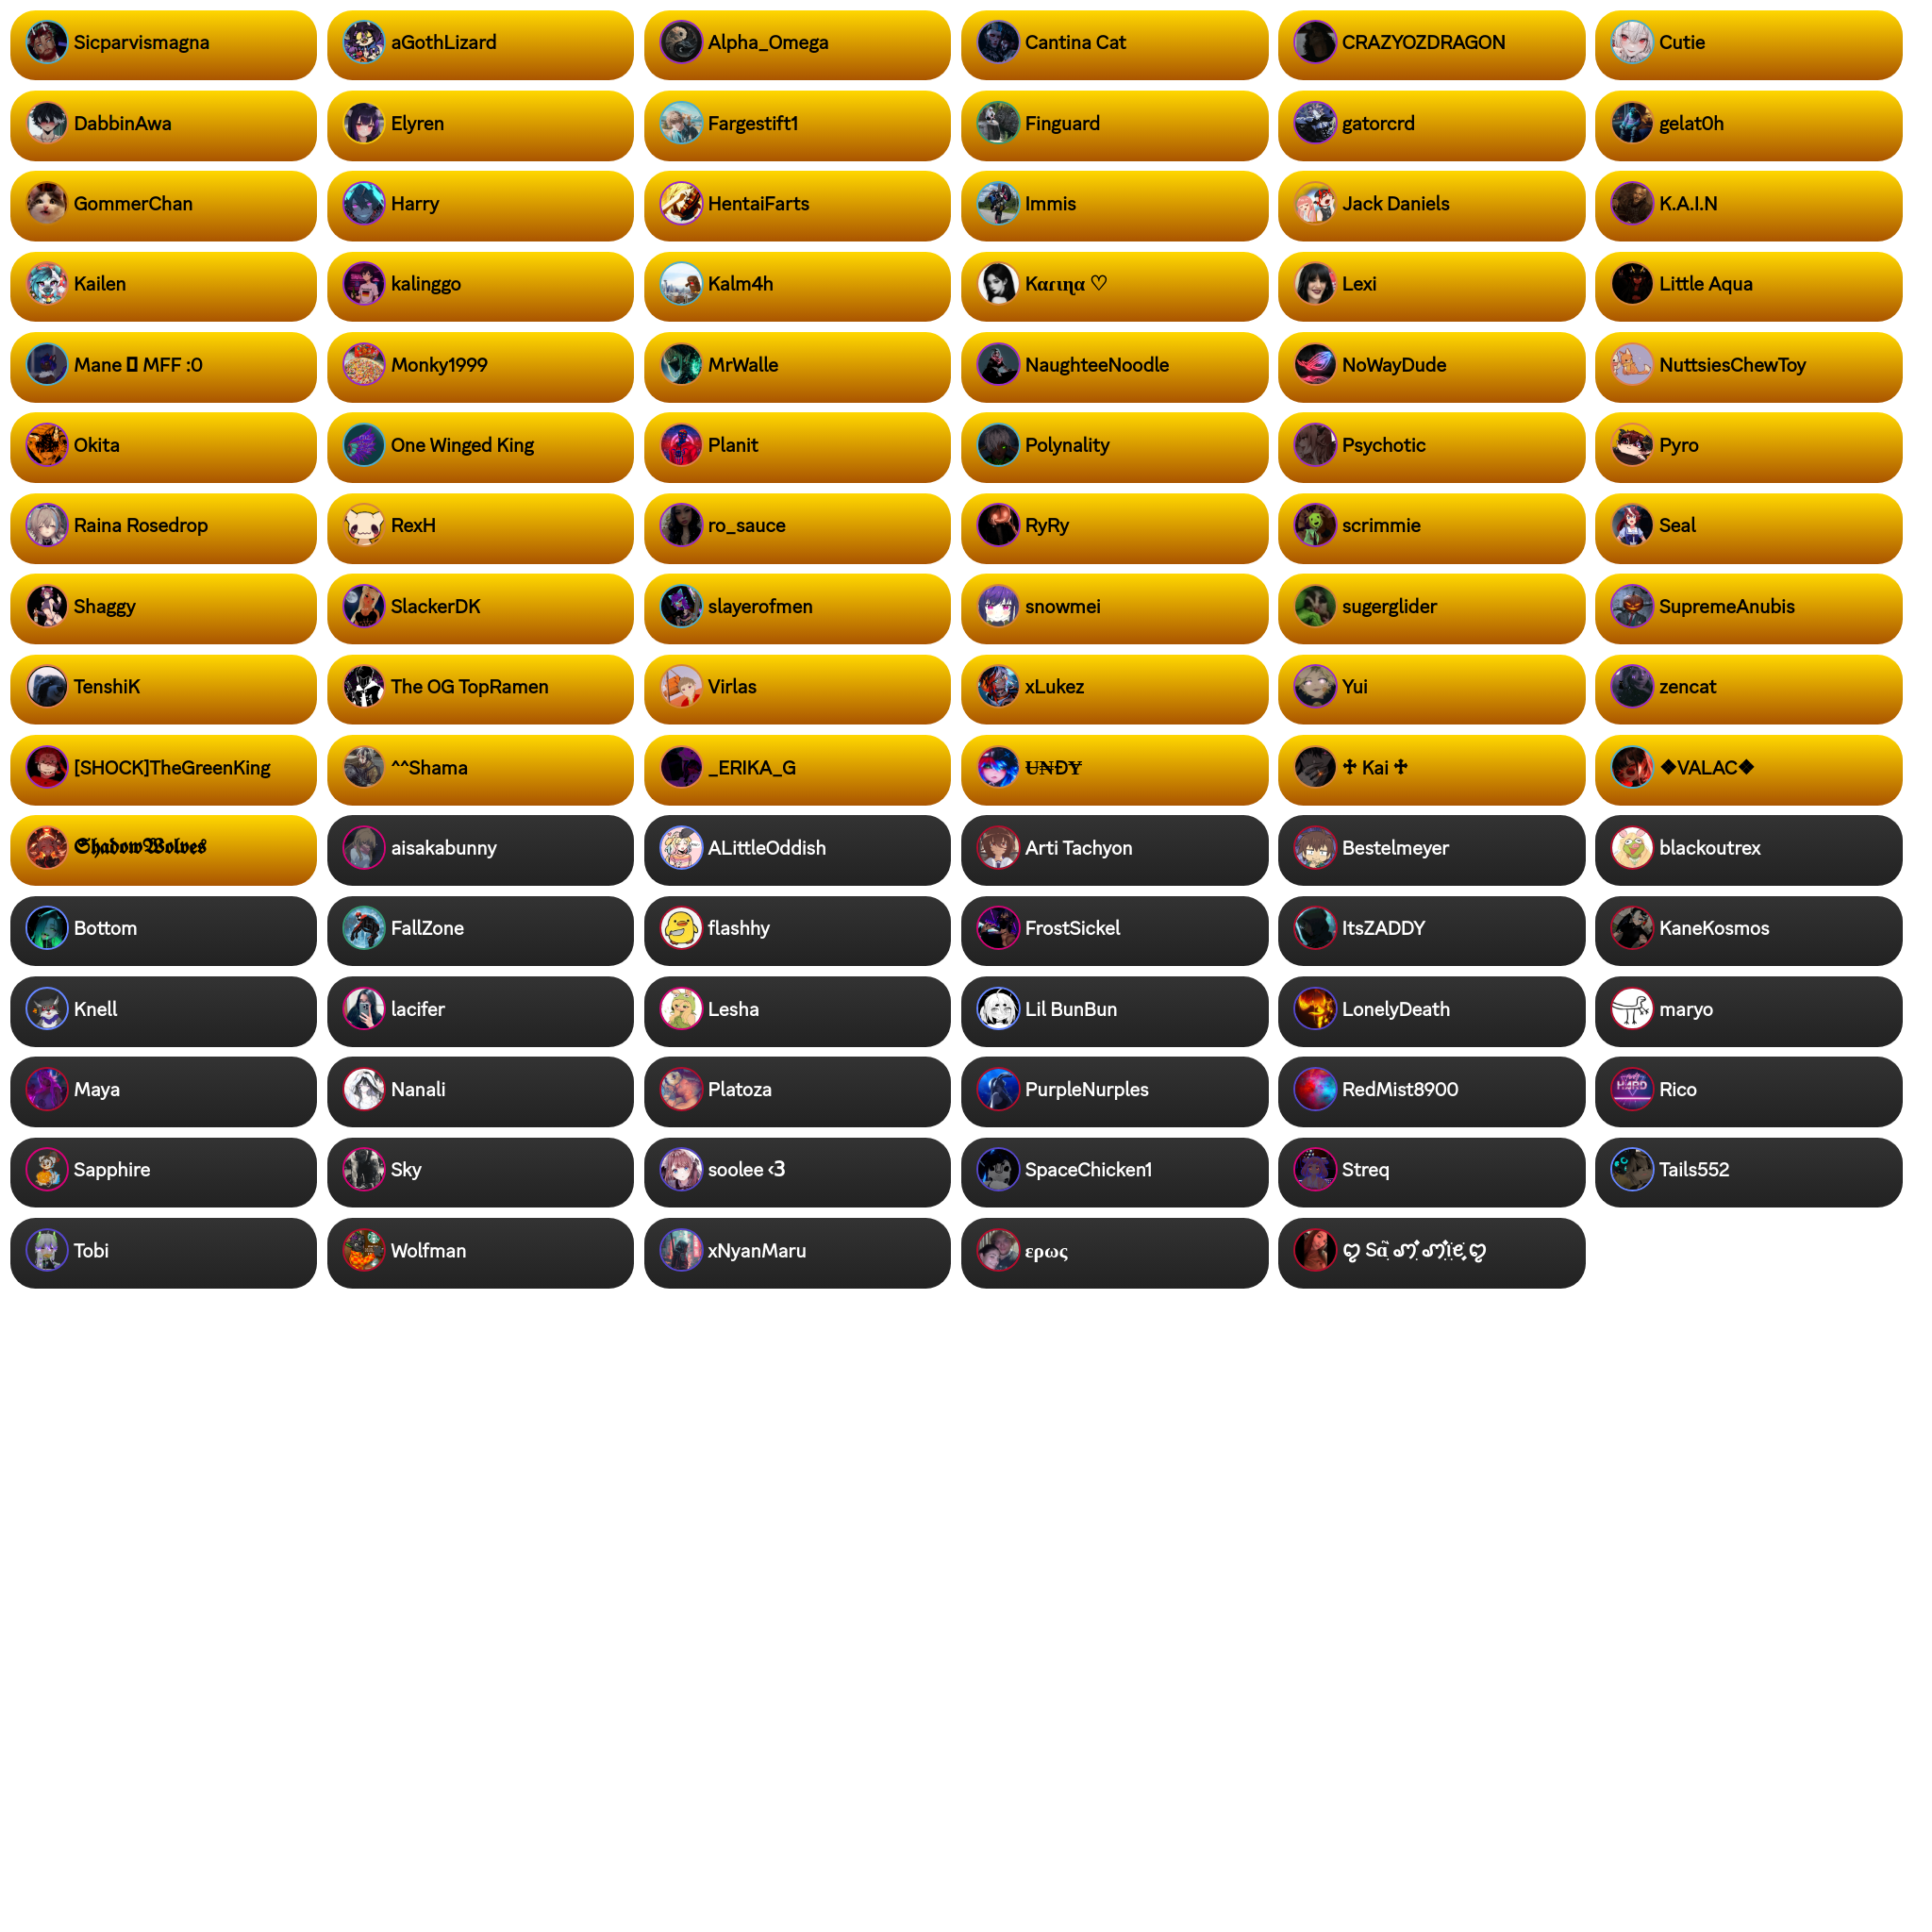 Sicparvismagna
aGothLizard
Alpha_Omega
Cantina Cat
CRAZYOZDRAGON
Cutie
DabbinAwa
Elyren
Fargestift1
Finguard
gatorcrd
gelat0h
GommerChan
Harry
HentaiFarts
Immis
Jack Daniels
K.A.I.N
Kailen
kalinggo
Kalm4h
Kαɾιɳα ♡
Lexi
Little Aqua
Mane MFF :0
Monky1999
MrWalle
NaughteeNoodle
NoWayDude
NuttsiesChewToy
Okita
One Winged King
Planit
Polynality
Psychotic
Pyro
Raina Rosedrop
RexH
ro_sauce
RyRy
scrimmie
Seal
Shaggy
SlackerDK
slayerofmen
snowmei
sugerglider
SupremeAnubis
TenshiK
The OG TopRamen
Virlas
xLukez
Yui
zencat
[SHOCK]TheGreenKing
^^Shama
_ERIKA_G
U̶N̶ĐY̶
♱ Kai ♱
❖VALAC❖
𝕾𝖍𝖆𝖉𝖔𝖜𝖂𝖔𝖑𝖛𝖊𝖘
aisakabunny
ALittleOddish
Arti Tachyon
Bestelmeyer
blackoutrex
Bottom
FallZone
flashhy
FrostSickel
ItsZADDY
KaneKosmos
Knell
lacifer
Lesha
Lil BunBun
LonelyDeath
maryo
Maya
Nanali
Platoza
PurpleNurples
RedMist8900
HARD
Rico
Sapphire
Sky
soolee <3
SpaceChicken1
Streq
Tails552
Tobi
Wolfman
xNyanMaru
ερως